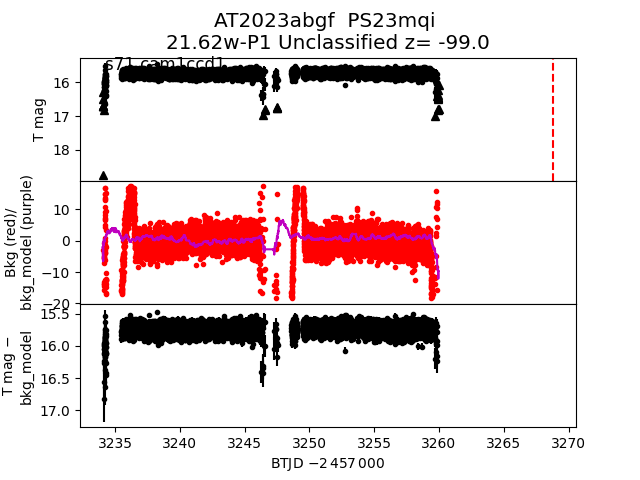 AT2023abgf  PS23mqi
21.62w-P1 Unclassified z= -99.0
s71 cam1ccd1
16
17
18
T mag
10
0
−10
−20
Bkg (red)/
bkg_model (purple)
15.5
16.0
16.5
17.0
T mag −
bkg_model
3235 3240 3245 3250 3255 3260 3265 3270
BTJD −2 457 000